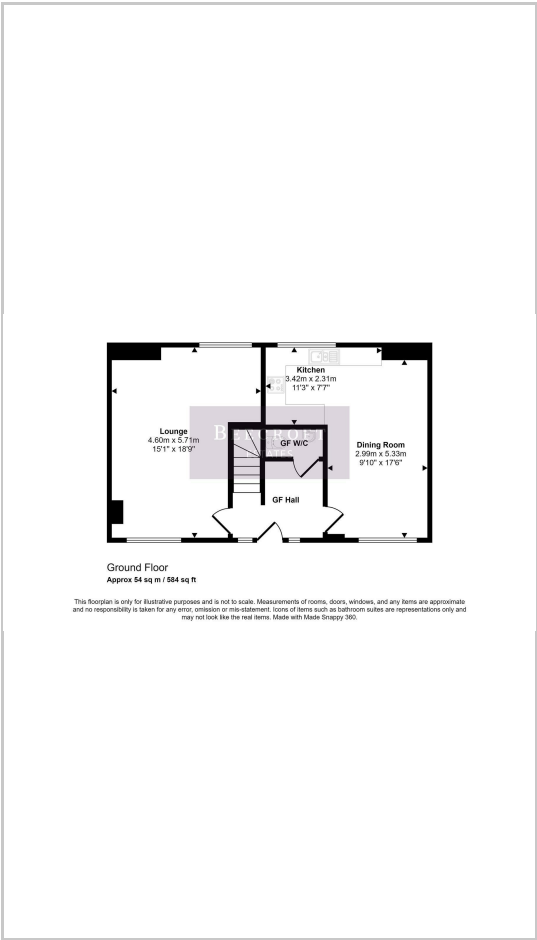 Kitchen
3.42m x 2.31m
11'3" x 7'7"
Lounge
4.60m x 5.71m
15'1" x 18'9"
GF W/C
Dining Room
2.99m x 5.33m
9'10" x 17'6"
GF Hall
Ground Floor
Approx 54 sq m / 584 sq ft
This floorplan is only for illustrative purposes and is not to scale. Measurements of rooms, doors, windows, and any items are approximate
and no responsibility is taken for any error, omission or mis-statement. Icons of items such as bathroom suites are representations only and
may not look like the real items. Made with Made Snappy 360.